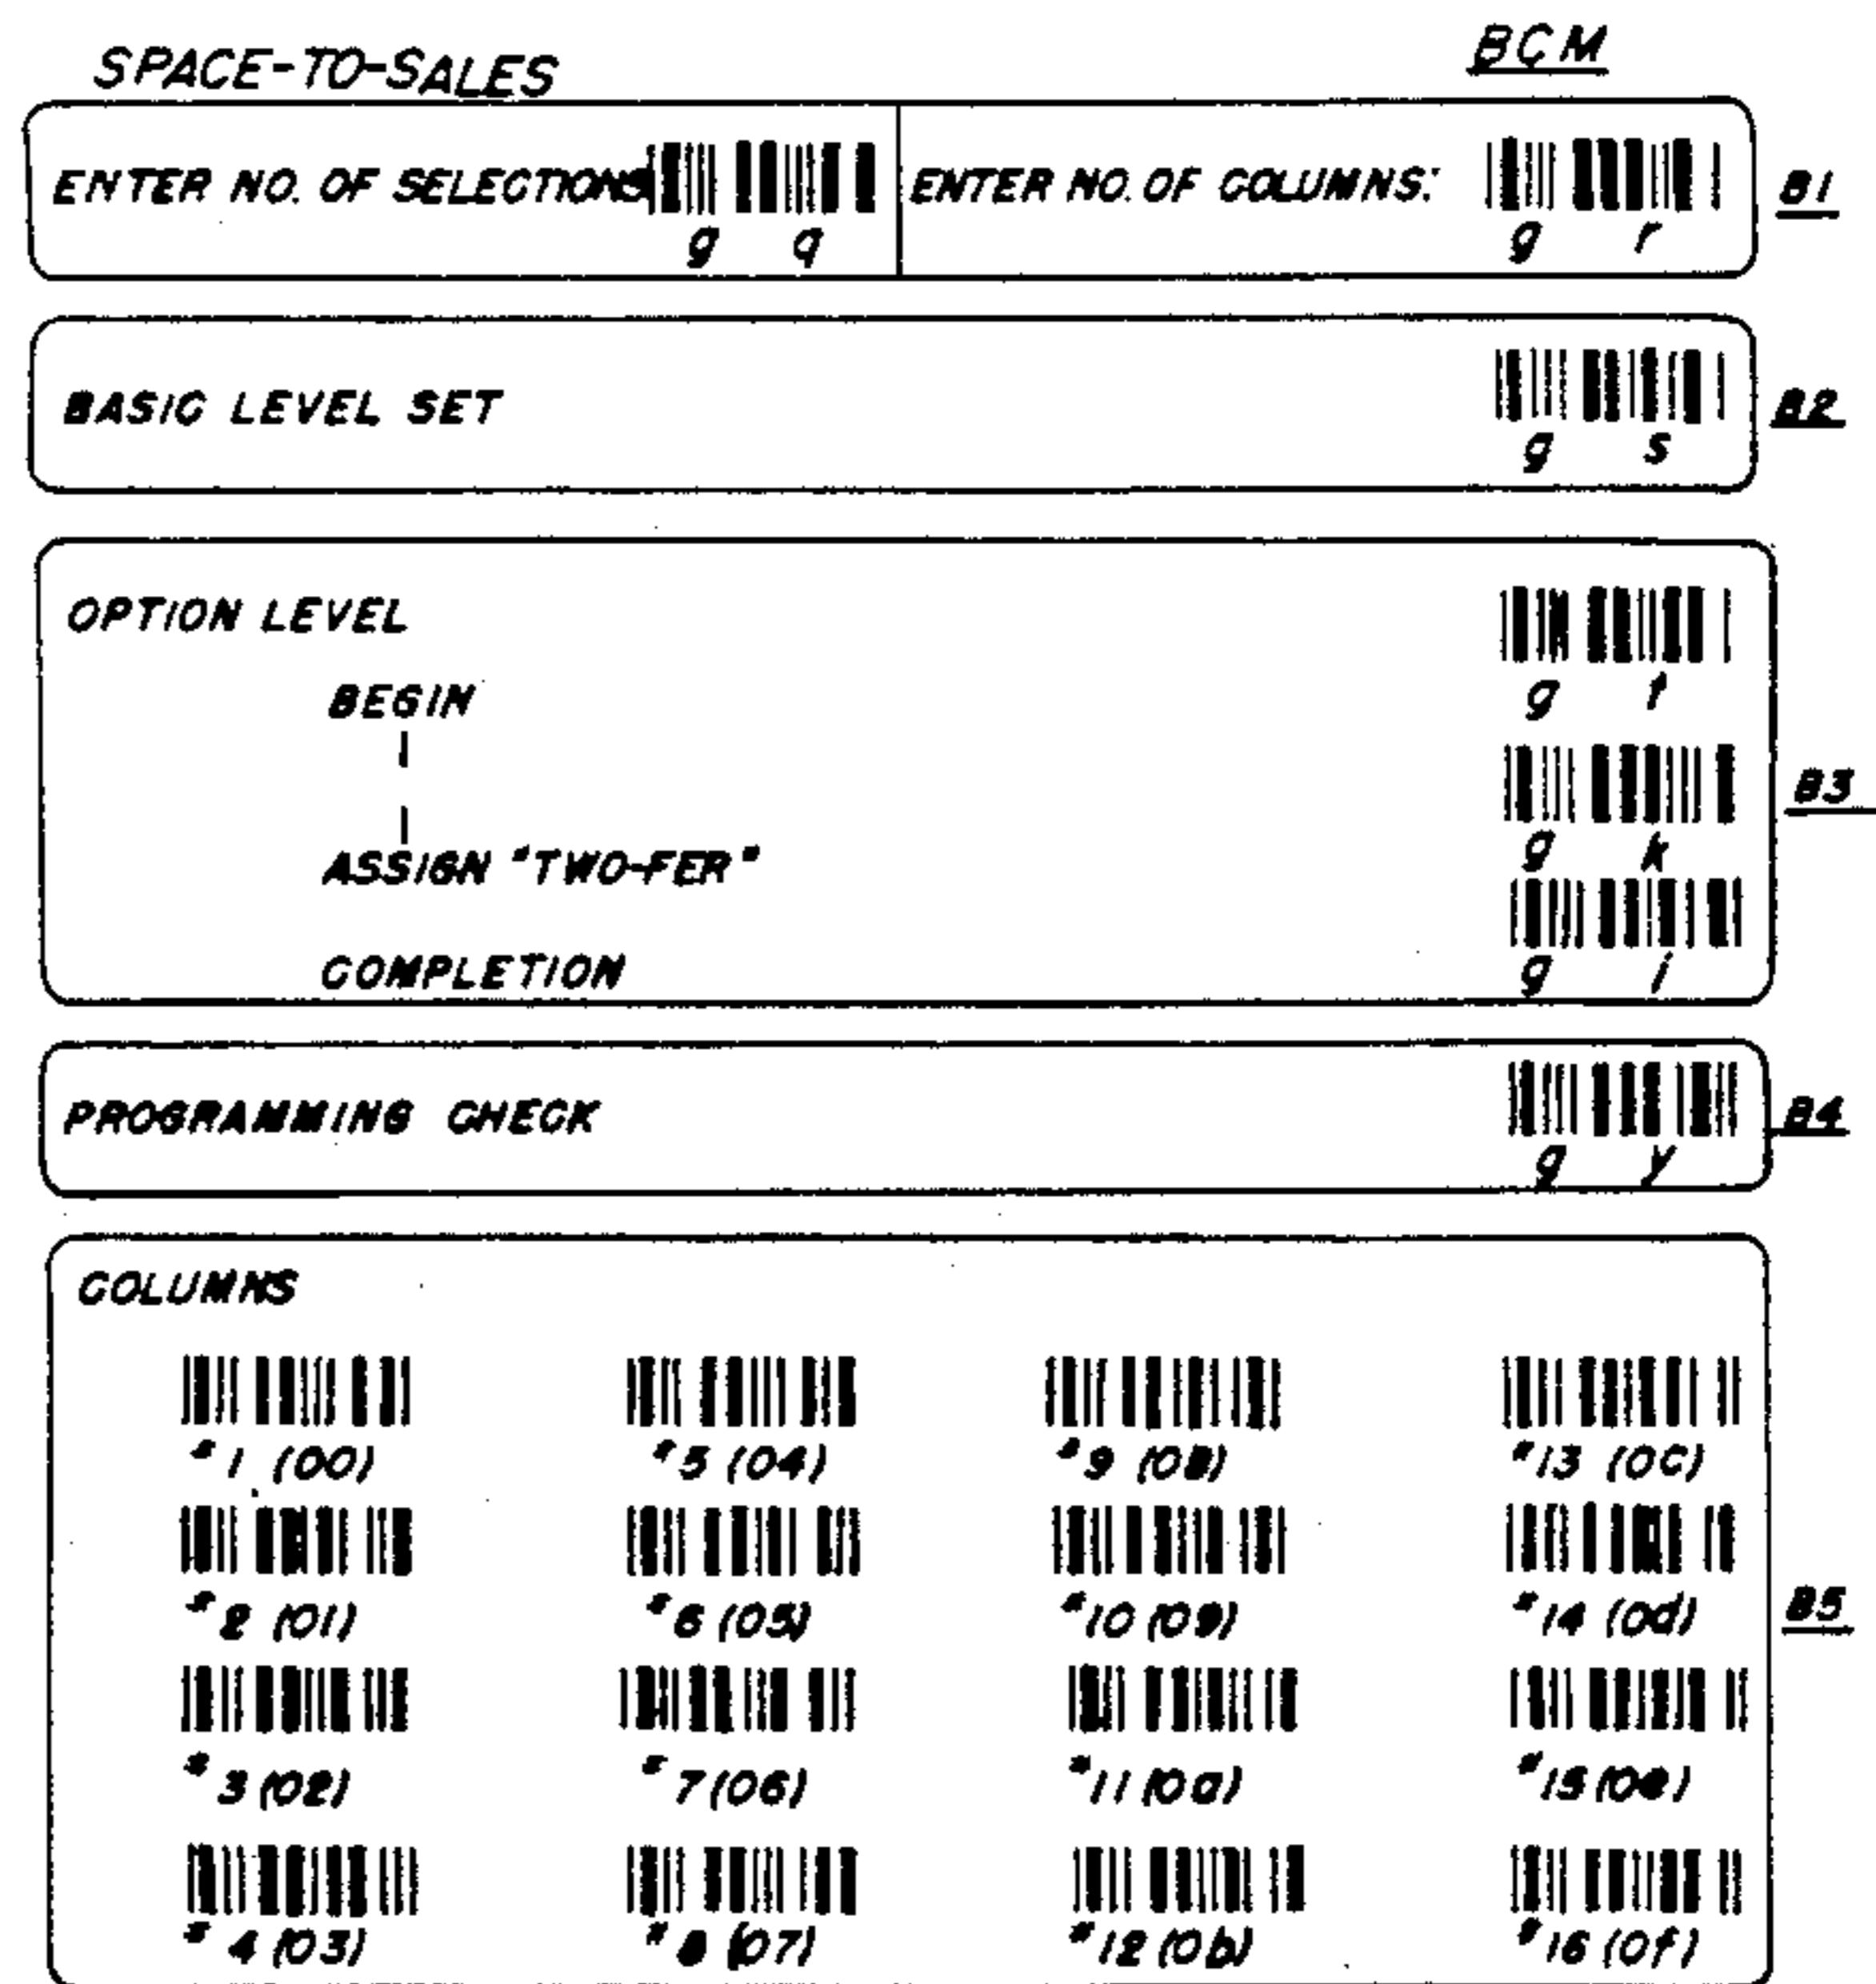 SPACE-TO-SALES BCM
ENTER NO. OF SELECTIONS ENTER NO. OF COLUMNS: B1
g q g r
BASIC LEVEL SET B2
g s
OPTION LEVEL
BEGIN g t
B3
ASSIGN "TWO-FER" g k
COMPLETION g i
PROGRAMMING CHECK B4
g y
COLUMNS
#1 (00) #5 (04) #9 (08) #13 (0C)
#2 (01) #6 (05) #10 (09) #14 (0d) B5
#3 (02) #7 (06) #11 (0a) #15 (0e)
#4 (03) #8 (07) #12 (0b) #16 (0f)